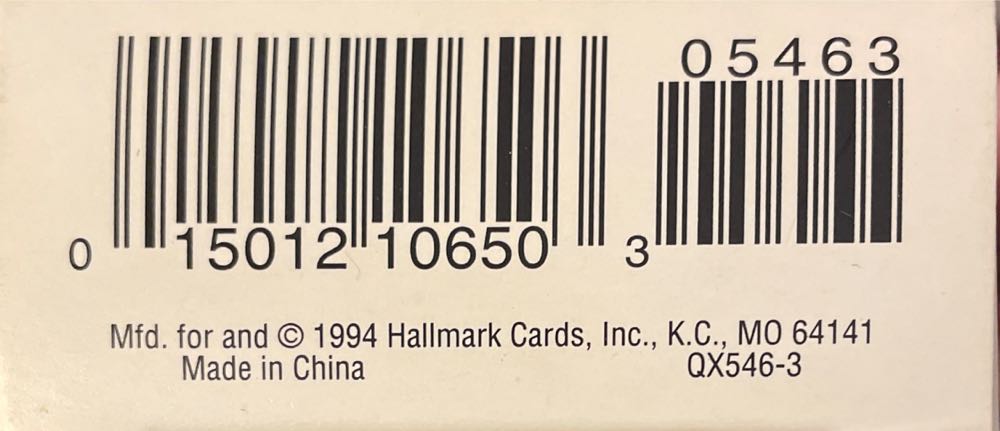 05463
0 15012 10650 3
Mfd. for and © 1994 Hallmark Cards, Inc., K.C., MO 64141
Made in China QX546-3